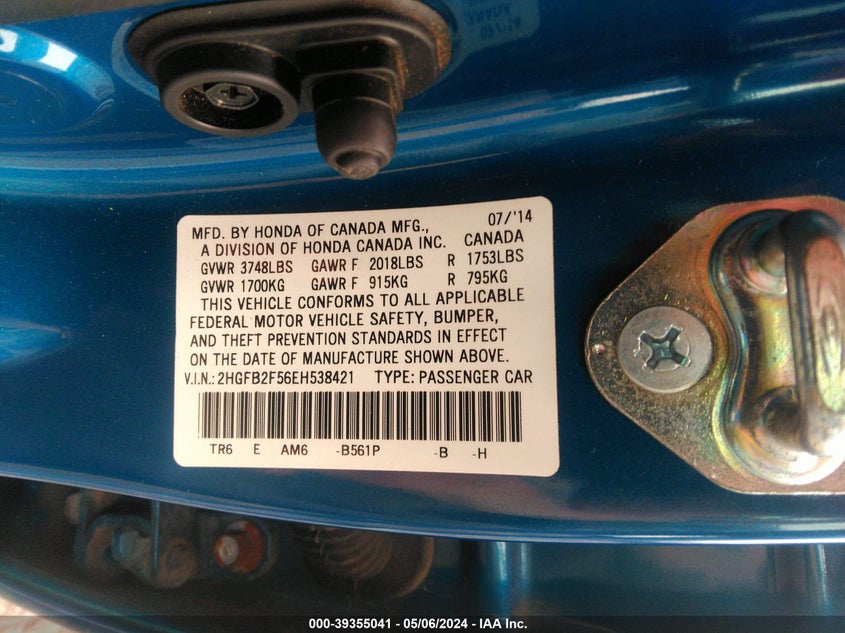 MFD. BY HONDA OF CANADA MFG., 07/'14
A DIVISION OF HONDA CANADA INC. CANADA
GVWR 3748LBS GAWR F 2018LBS R 1753LBS
GVWR 1700KG GAWR F 915KG R 795KG
THIS VEHICLE CONFORMS TO ALL APPLICABLE
FEDERAL MOTOR VEHICLE SAFETY, BUMPER,
AND THEFT PREVENTION STANDARDS IN EFFECT
ON THE DATE OF MANUFACTURE SHOWN ABOVE.
V.I.N.: 2HGFB2F56EH538421 TYPE: PASSENGER CAR
TR6 E AM6 -B561P -B -H
000-39355041 - 05/06/2024 - IAA Inc.